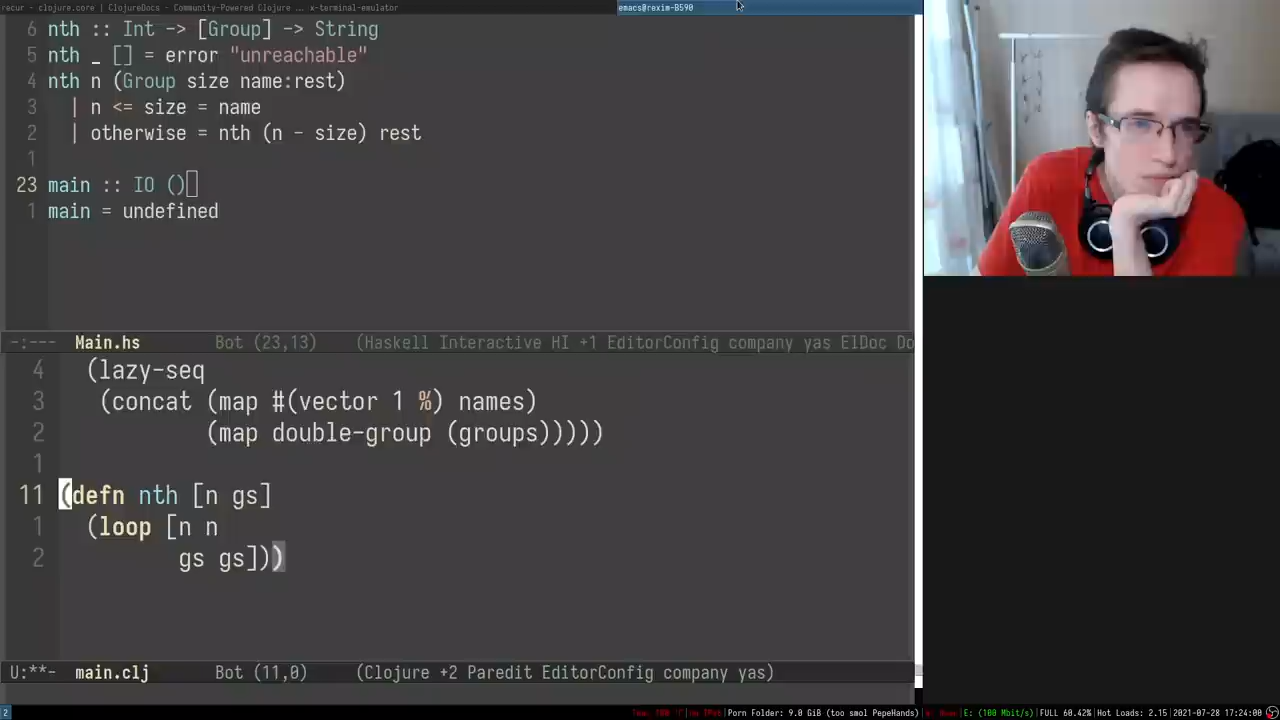 recur - clojure.core | ClojureDocs - Community-Powered Clojure ... x-terminal-emulator
emacs@rexim-B590
6 nth :: Int -> [Group] -> String
5 nth _ [] = error "unreachable"
4 nth n (Group size name:rest)
3 | n <= size = name
2 | otherwise = nth (n - size) rest
1
23 main :: IO ()
1 main = undefined
-:--- Main.hs Bot (23,13) (Haskell Interactive HI +1 EditorConfig company yas ElDoc Do
4 (lazy-seq
3 (concat (map #(vector 1 %) names)
2 (map double-group (groups)))))
1
11 (defn nth [n gs]
1 (loop [n n
2 gs gs]))
U:**- main.clj Bot (11,0) (Clojure +2 Paredit EditorConfig company yas)
2
Porn Folder: 9.0 GiB (too smol PepeHands) E: (100 Mbit/s) FULL 60.42% Hot Loads: 2.15 2021-07-28 17:24:00